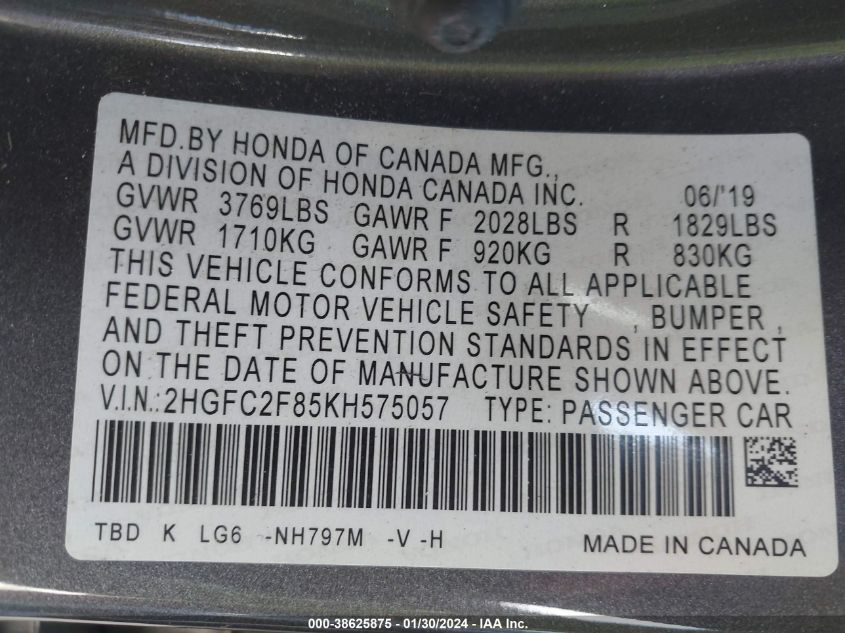 MFD.BY HONDA OF CANADA MFG.,
A DIVISION OF HONDA CANADA INC. 06/'19
GVWR 3769LBS GAWR F 2028LBS R 1829LBS
GVWR 1710KG GAWR F 920KG R 830KG
THIS VEHICLE CONFORMS TO ALL APPLICABLE
FEDERAL MOTOR VEHICLE SAFETY , BUMPER ,
AND THEFT PREVENTION STANDARDS IN EFFECT
ON THE DATE OF MANUFACTURE SHOWN ABOVE.
V.I.N.:2HGFC2F85KH575057 TYPE: PASSENGER CAR
TBD K LG6 -NH797M -V -H MADE IN CANADA
000-38625875 - 01/30/2024 - IAA Inc.